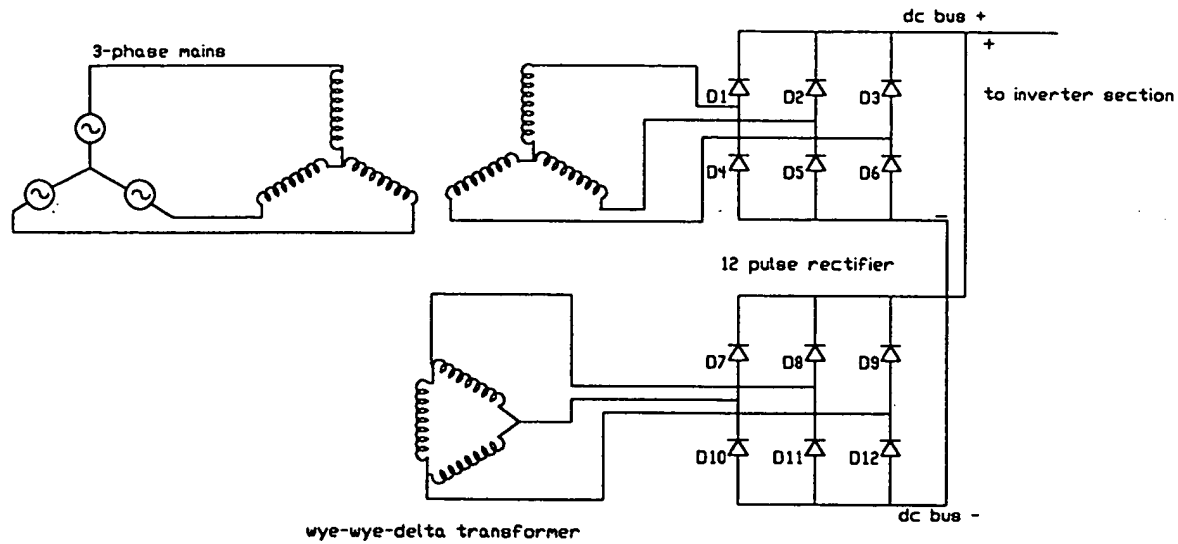 dc bus +
3-phase mains
+
D1 D2 D3
to inverter section
D4 D5 D6
-
12 pulse rectifier
D7 D8 D9
D10 D11 D12
dc bus -
wye-wye-delta transformer